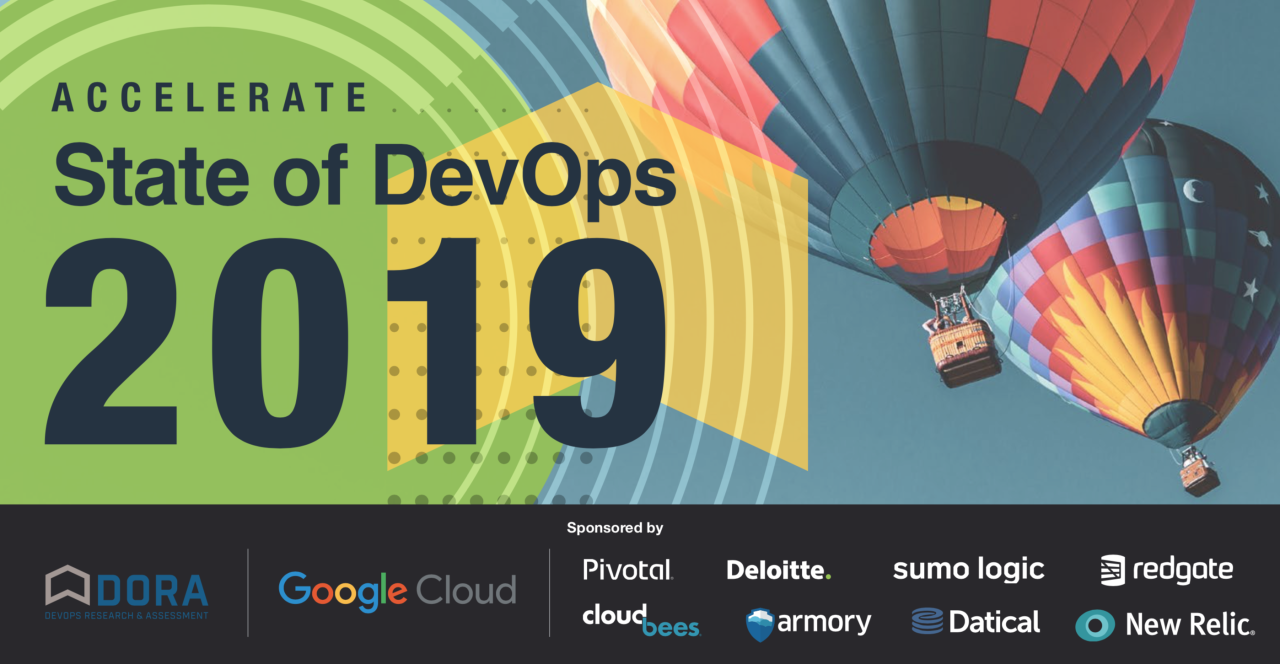 ACCELERATE
State of DevOps
2019
Sponsored by
DORA
DEVOPS RESEARCH & ASSESSMENT
Google Cloud
Pivotal.
Deloitte.
sumo logic
redgate
cloudbees
armory
Datical
New Relic®